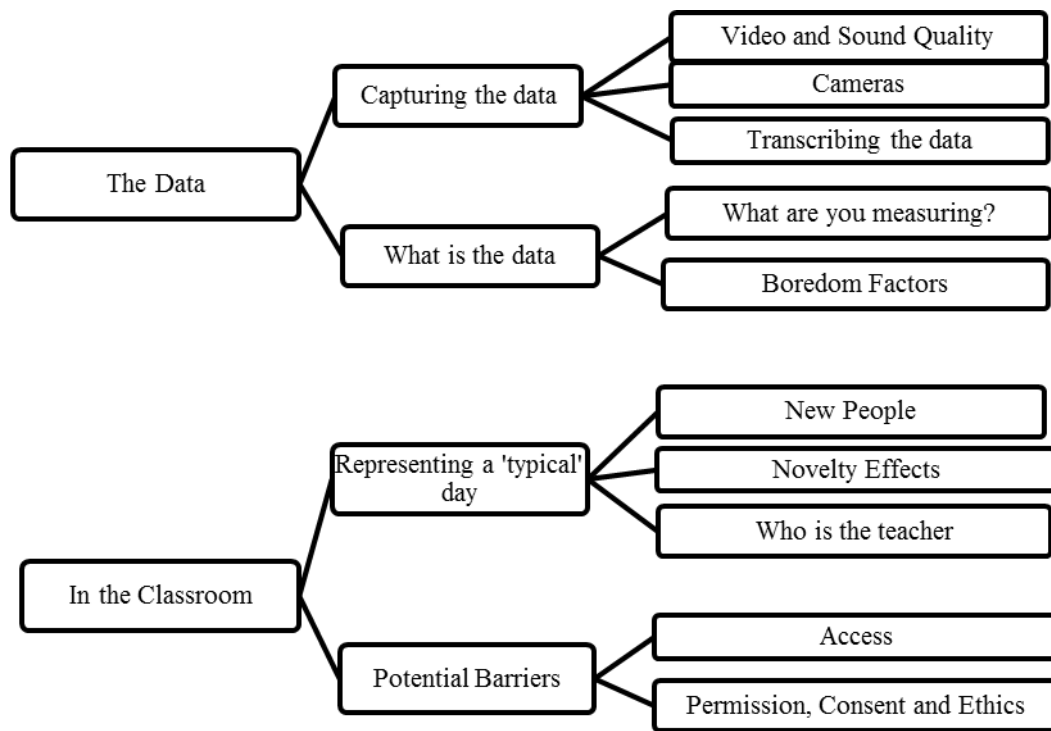 Video and Sound Quality
Capturing the data
Cameras
Transcribing the data
The Data
What are you measuring?
What is the data
Boredom Factors
New People
Representing a 'typical'
day
Novelty Effects
Who is the teacher
In the Classroom
Access
Potential Barriers
Permission, Consent and Ethics